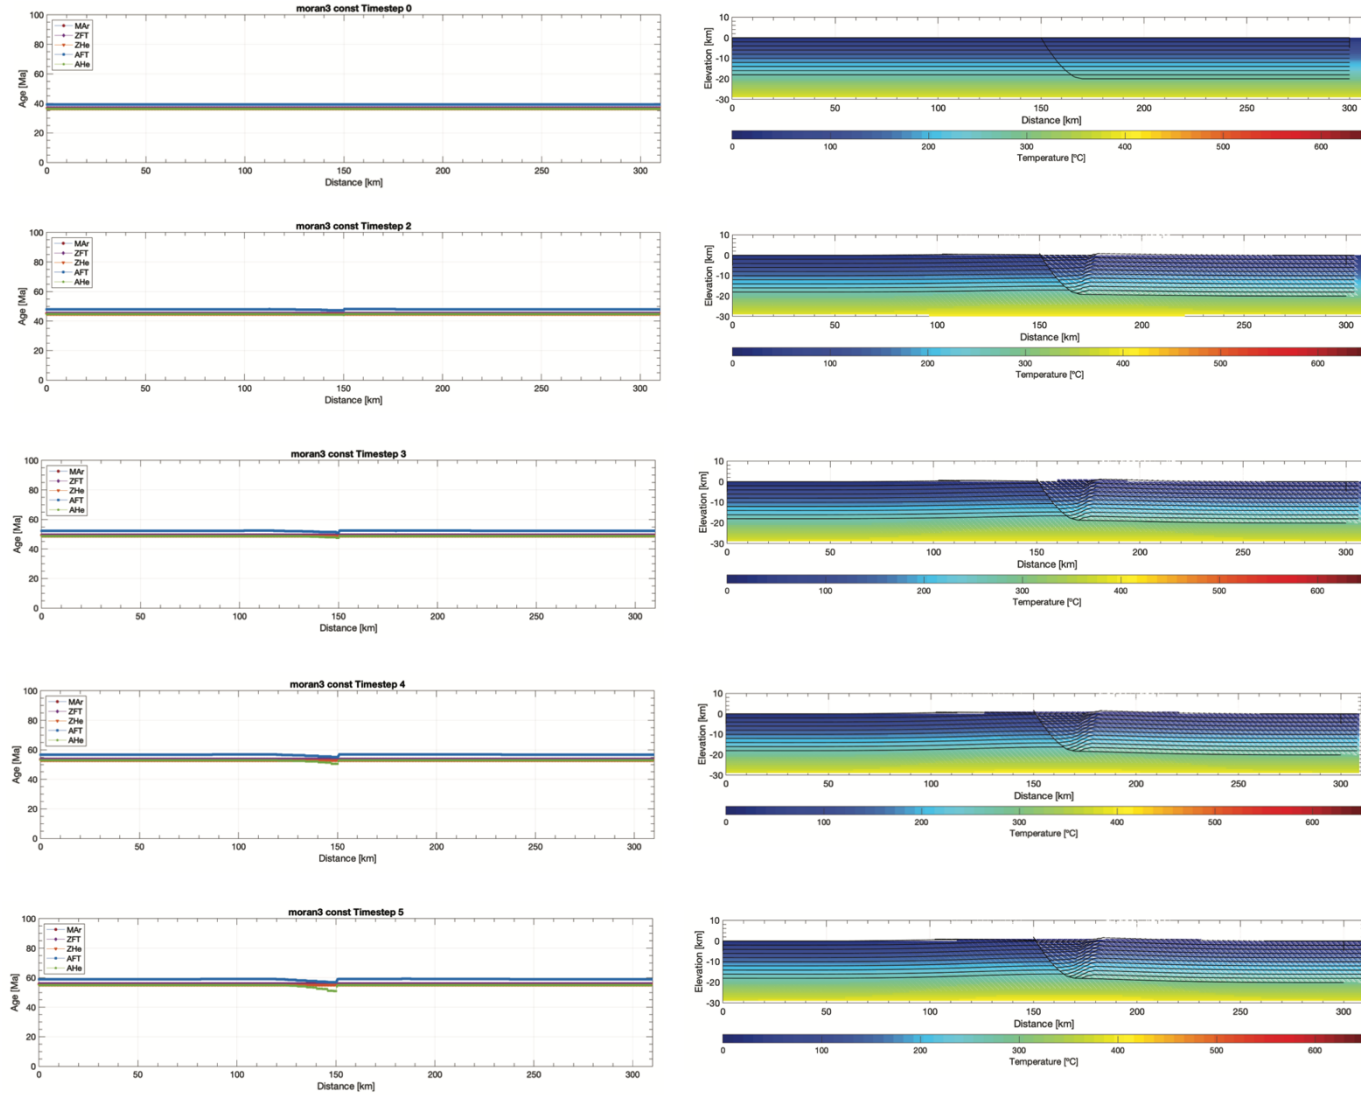 moran3 const Timestep 0
MAr
ZFT
ZHe
AFT
AHe
Age [Ma]
100
80
60
40
20
0
0 50 100 150 200 250 300
Distance [km]
Elevation [km]
10
0
-10
-20
-30
0 50 100 150 200 250 300
Distance [km]
0 100 200 300 400 500 600
Temperature [ºC]
moran3 const Timestep 2
MAr
ZFT
ZHe
AFT
AHe
Age [Ma]
100
80
60
40
20
0
0 50 100 150 200 250 300
Distance [km]
Elevation [km]
10
0
-10
-20
-30
0 50 100 150 200 250 300
Distance [km]
0 100 200 300 400 500 600
Temperature [ºC]
moran3 const Timestep 3
MAr
ZFT
ZHe
AFT
AHe
Age [Ma]
100
80
60
40
20
0
0 50 100 150 200 250 300
Distance [km]
Elevation [km]
10
0
-10
-20
-30
0 50 100 150 200 250 300
Distance [km]
0 100 200 300 400 500 600
Temperature [ºC]
moran3 const Timestep 4
MAr
ZFT
ZHe
AFT
AHe
Age [Ma]
100
80
60
40
20
0
0 50 100 150 200 250 300
Distance [km]
Elevation [km]
10
0
-10
-20
-30
0 50 100 150 200 250 300
Distance [km]
0 100 200 300 400 500 600
Temperature [ºC]
moran3 const Timestep 5
MAr
ZFT
ZHe
AFT
AHe
Age [Ma]
100
80
60
40
20
0
0 50 100 150 200 250 300
Distance [km]
Elevation [km]
10
0
-10
-20
-30
0 50 100 150 200 250 300
Distance [km]
0 100 200 300 400 500 600
Temperature [ºC]